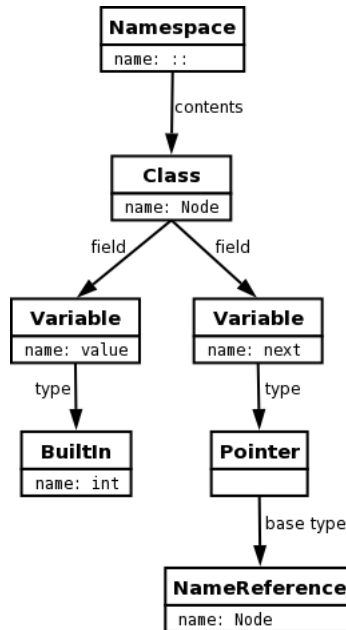 Namespace
name: ::
contents
Class
name: Node
field
field
Variable
name: value
Variable
name: next
type
type
BuiltIn
name: int
Pointer
base type
NameReference
name: Node